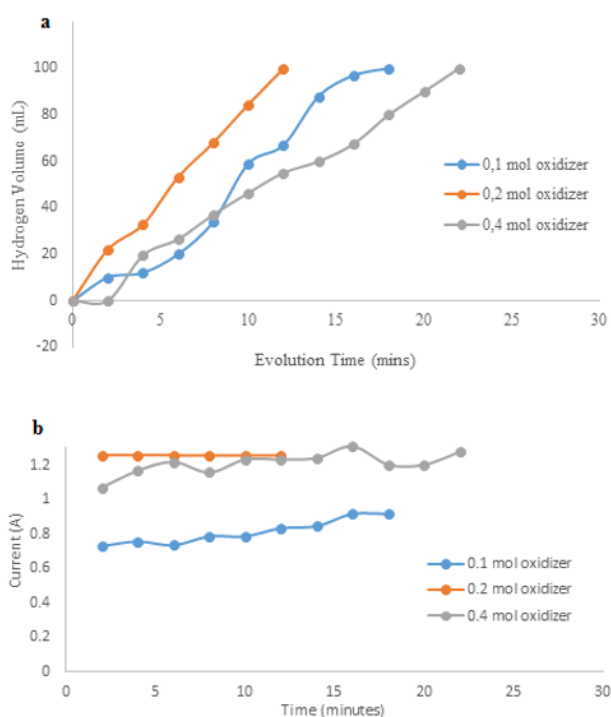 a
100
80
60
40
20
0
-20
Hydrogen Volume (mL)
0 5 10 15 20 25 30
Evolution Time (mins)
0,1 mol oxidizer
0,2 mol oxidizer
0,4 mol oxidizer
b
1.2
1
0.8
0.6
0.4
0.2
0
Current (A)
0 5 10 15 20 25 30
Time (minutes)
0.1 mol oxidizer
0.2 mol oxidizer
0.4 mol oxidizer